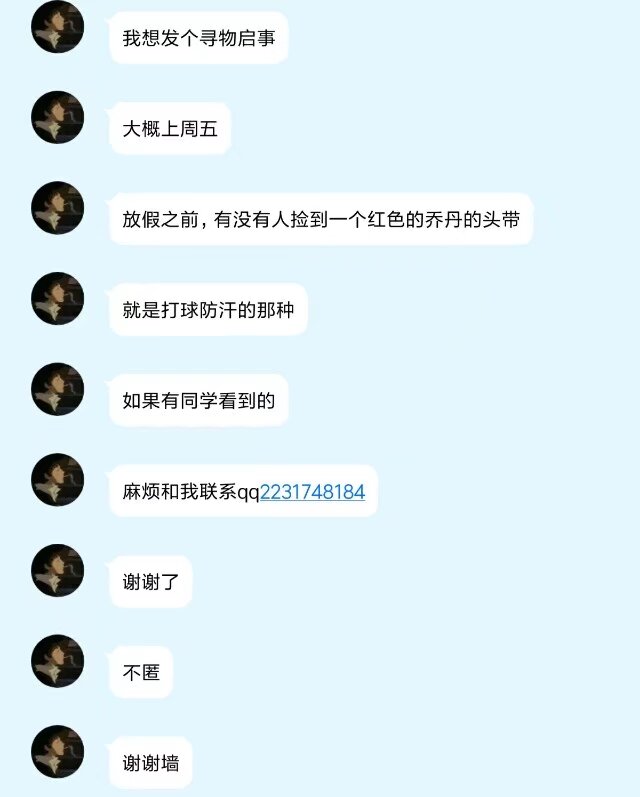 我想发个寻物启事
大概上周五
放假之前，有没有人捡到一个红色的乔丹的头带
就是打球防汗的那种
如果有同学看到的
麻烦和我联系qq2231748184
谢谢了
不匿
谢谢墙